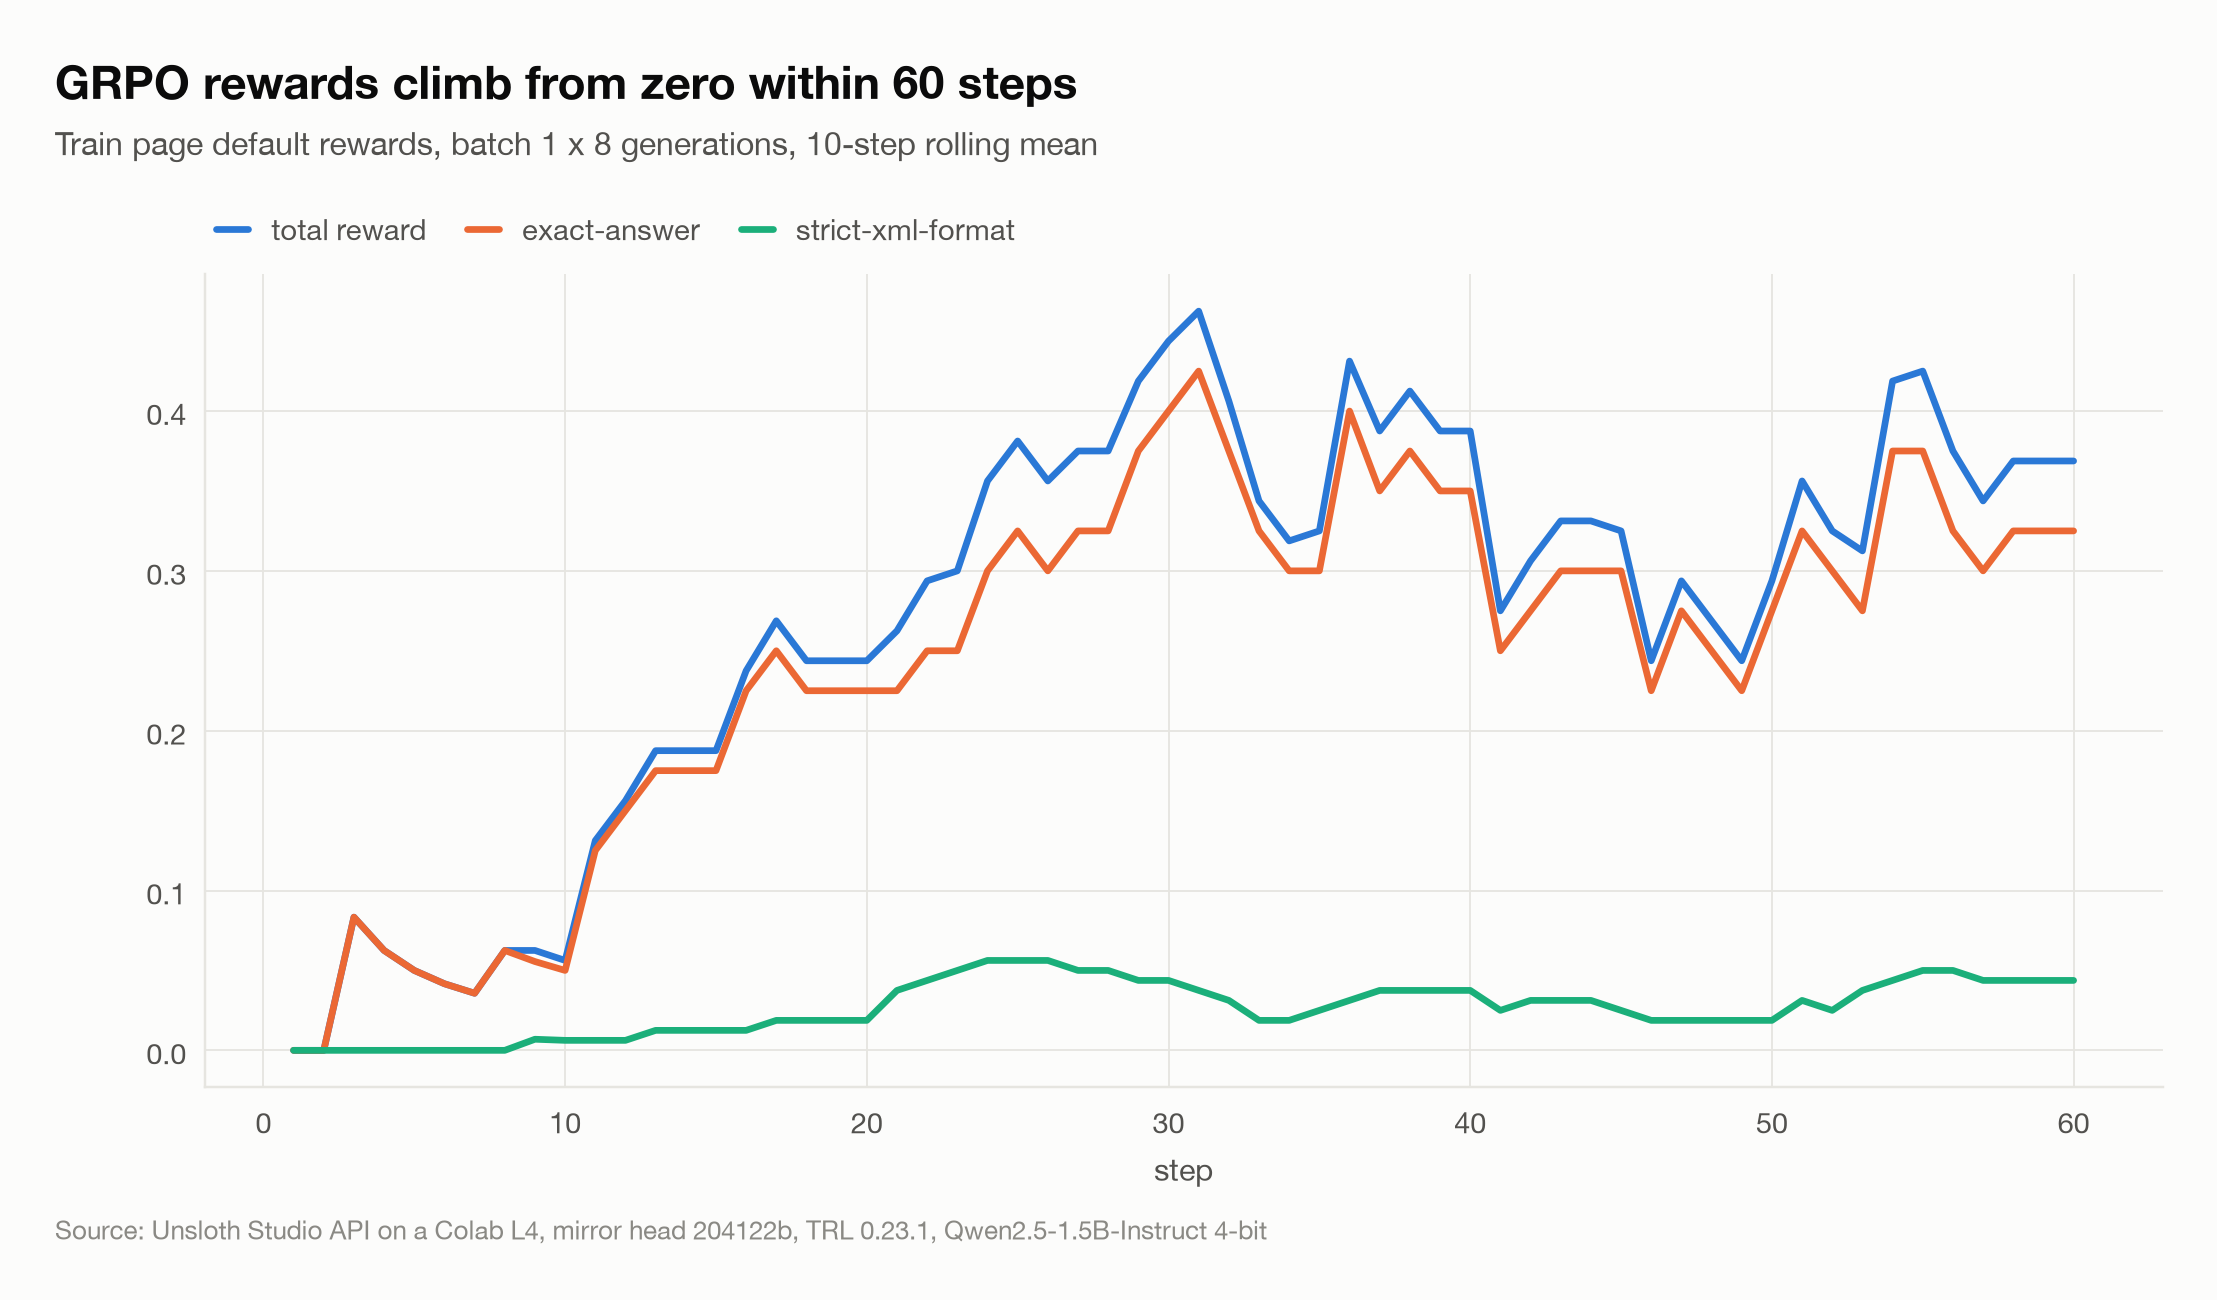 GRPO rewards climb from zero within 60 steps
Train page default rewards, batch 1 x 8 generations, 10-step rolling mean
total reward exact-answer strict-xml-format
0.4
0.3
0.2
0.1
0.0
0 10 20 30 40 50 60
step
Source: Unsloth Studio API on a Colab L4, mirror head 204122b, TRL 0.23.1, Qwen2.5-1.5B-Instruct 4-bit